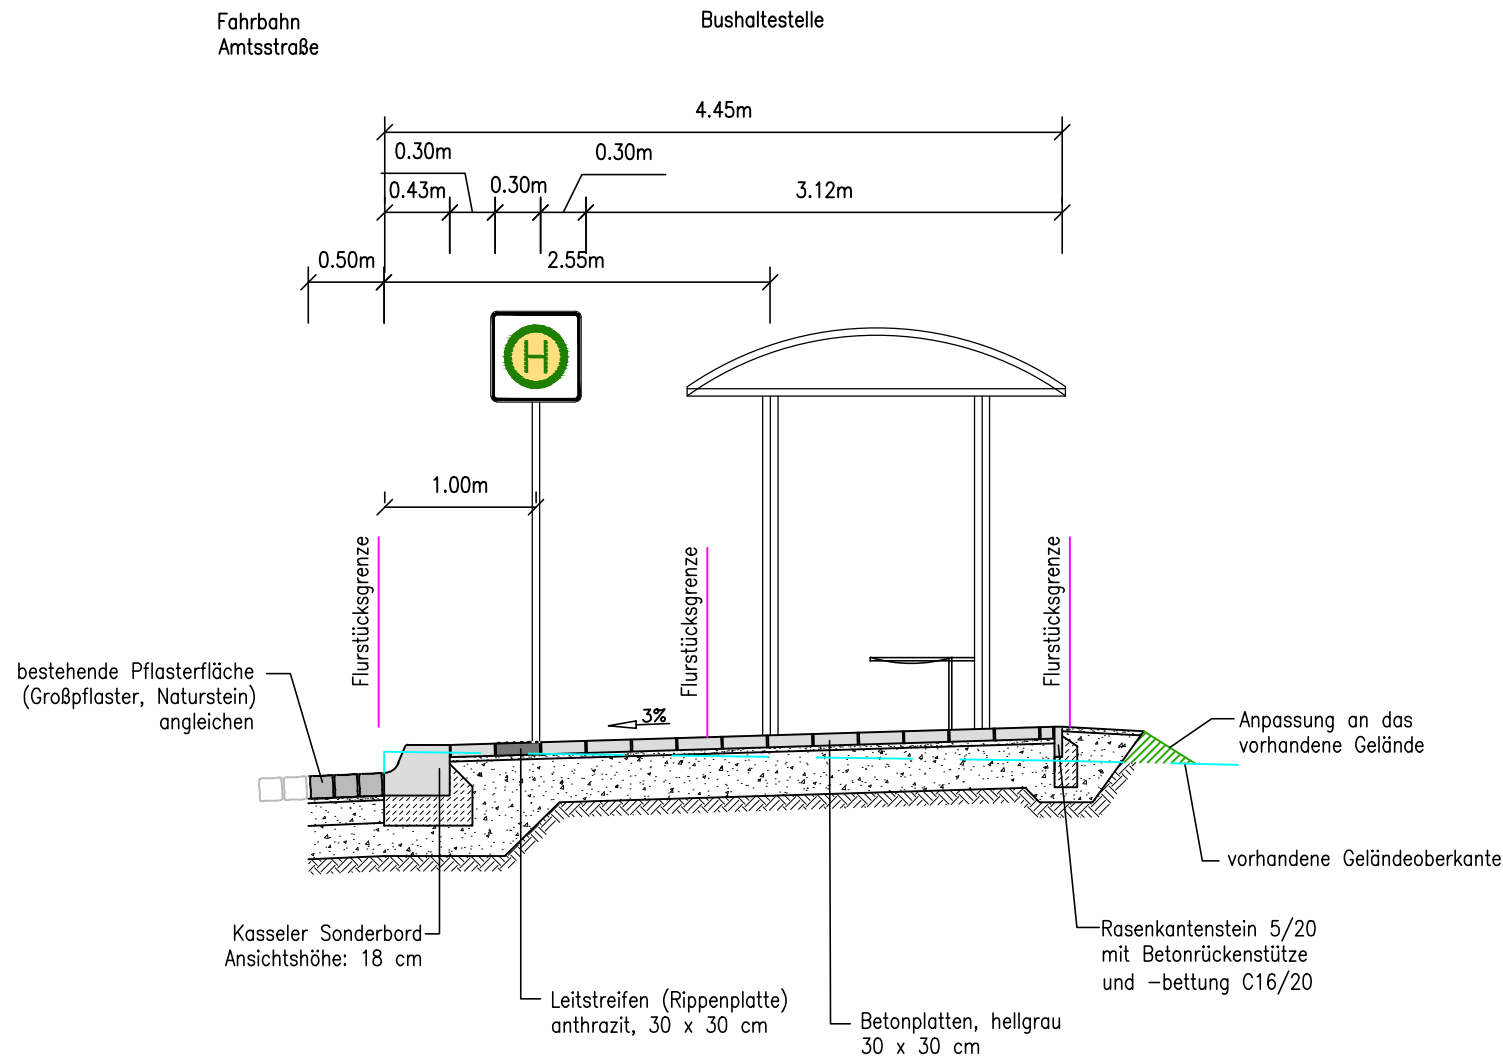 Fahrbahn
Amtsstraße
Bushaltestelle
4.45m
0.30m
0.30m
0.43m
0.30m
3.12m
0.50m
2.55m
H
1.00m
Flurstücksgrenze
Flurstücksgrenze
Flurstücksgrenze
bestehende Pflasterfläche
(Großpflaster, Naturstein)
angleichen
3%
Anpassung an das
vorhandene Gelände
vorhandene Geländeoberkante
Kasseler Sonderbord
Ansichtshöhe: 18 cm
Rasenkantenstein 5/20
mit Betonrückenstütze
und -bettung C16/20
Leitstreifen (Rippenplatte)
anthrazit, 30 x 30 cm
Betonplatten, hellgrau
30 x 30 cm